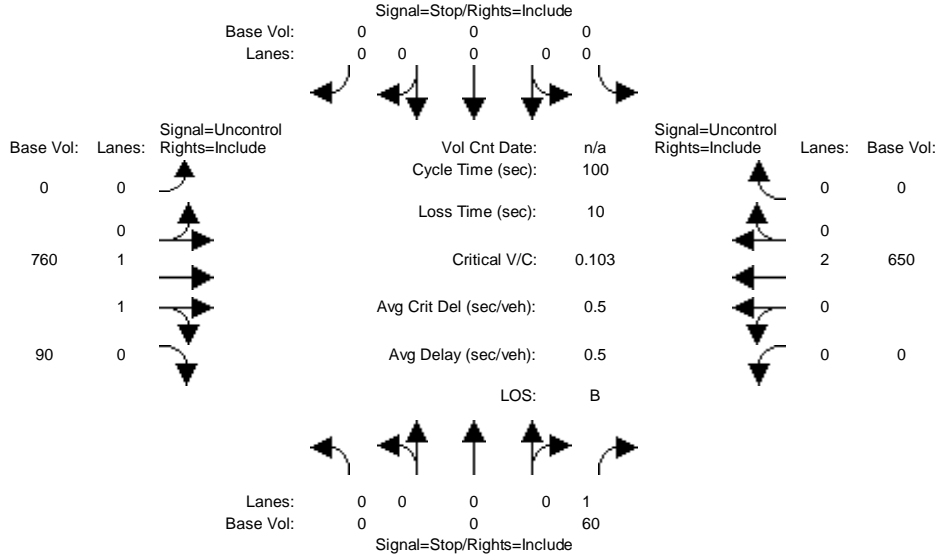 Signal=Stop/Rights=Include
Base Vol: 0 0 0
Lanes: 0 0 0 0 0
Signal=Uncontrol
Base Vol: Lanes: Rights=Include
Vol Cnt Date: n/a
Signal=Uncontrol
Rights=Include Lanes: Base Vol:
Cycle Time (sec): 100
0 0
0 0
Loss Time (sec): 10
0
0
760 1
Critical V/C: 0.103
2 650
1
Avg Crit Del (sec/veh): 0.5
0
90 0
Avg Delay (sec/veh): 0.5
0 0
LOS: B
Lanes: 0 0 0 0 1
Base Vol: 0 0 60
Signal=Stop/Rights=Include